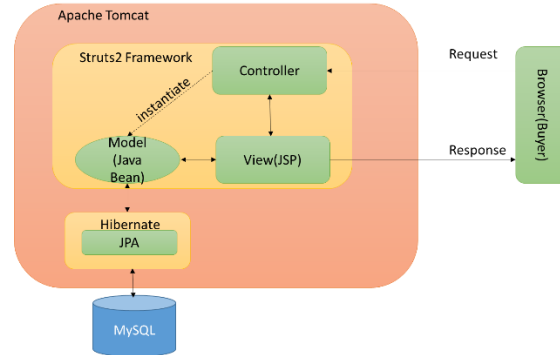 Apache Tomcat
Struts2 Framework
Controller
Request
instantiate
Browser(Buyer)
Model
(Java
Bean)
View(JSP)
Response
Hibernate
JPA
MySQL